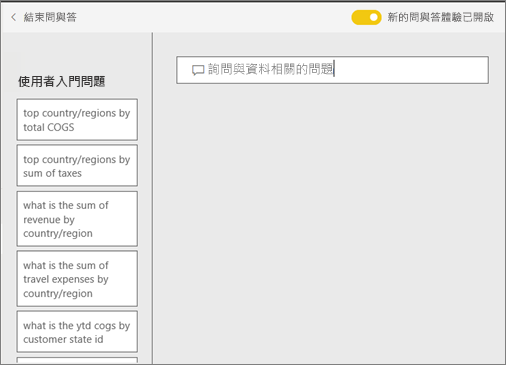 結束問與答
新的問與答體驗已開啟
使用者入門問題
詢問與資料相關的問題
top country/regions by
total COGS
top country/regions by
sum of taxes
what is the sum of
revenue by
country/region
what is the sum of
travel expenses by
country/region
what is the ytd cogs by
customer state id